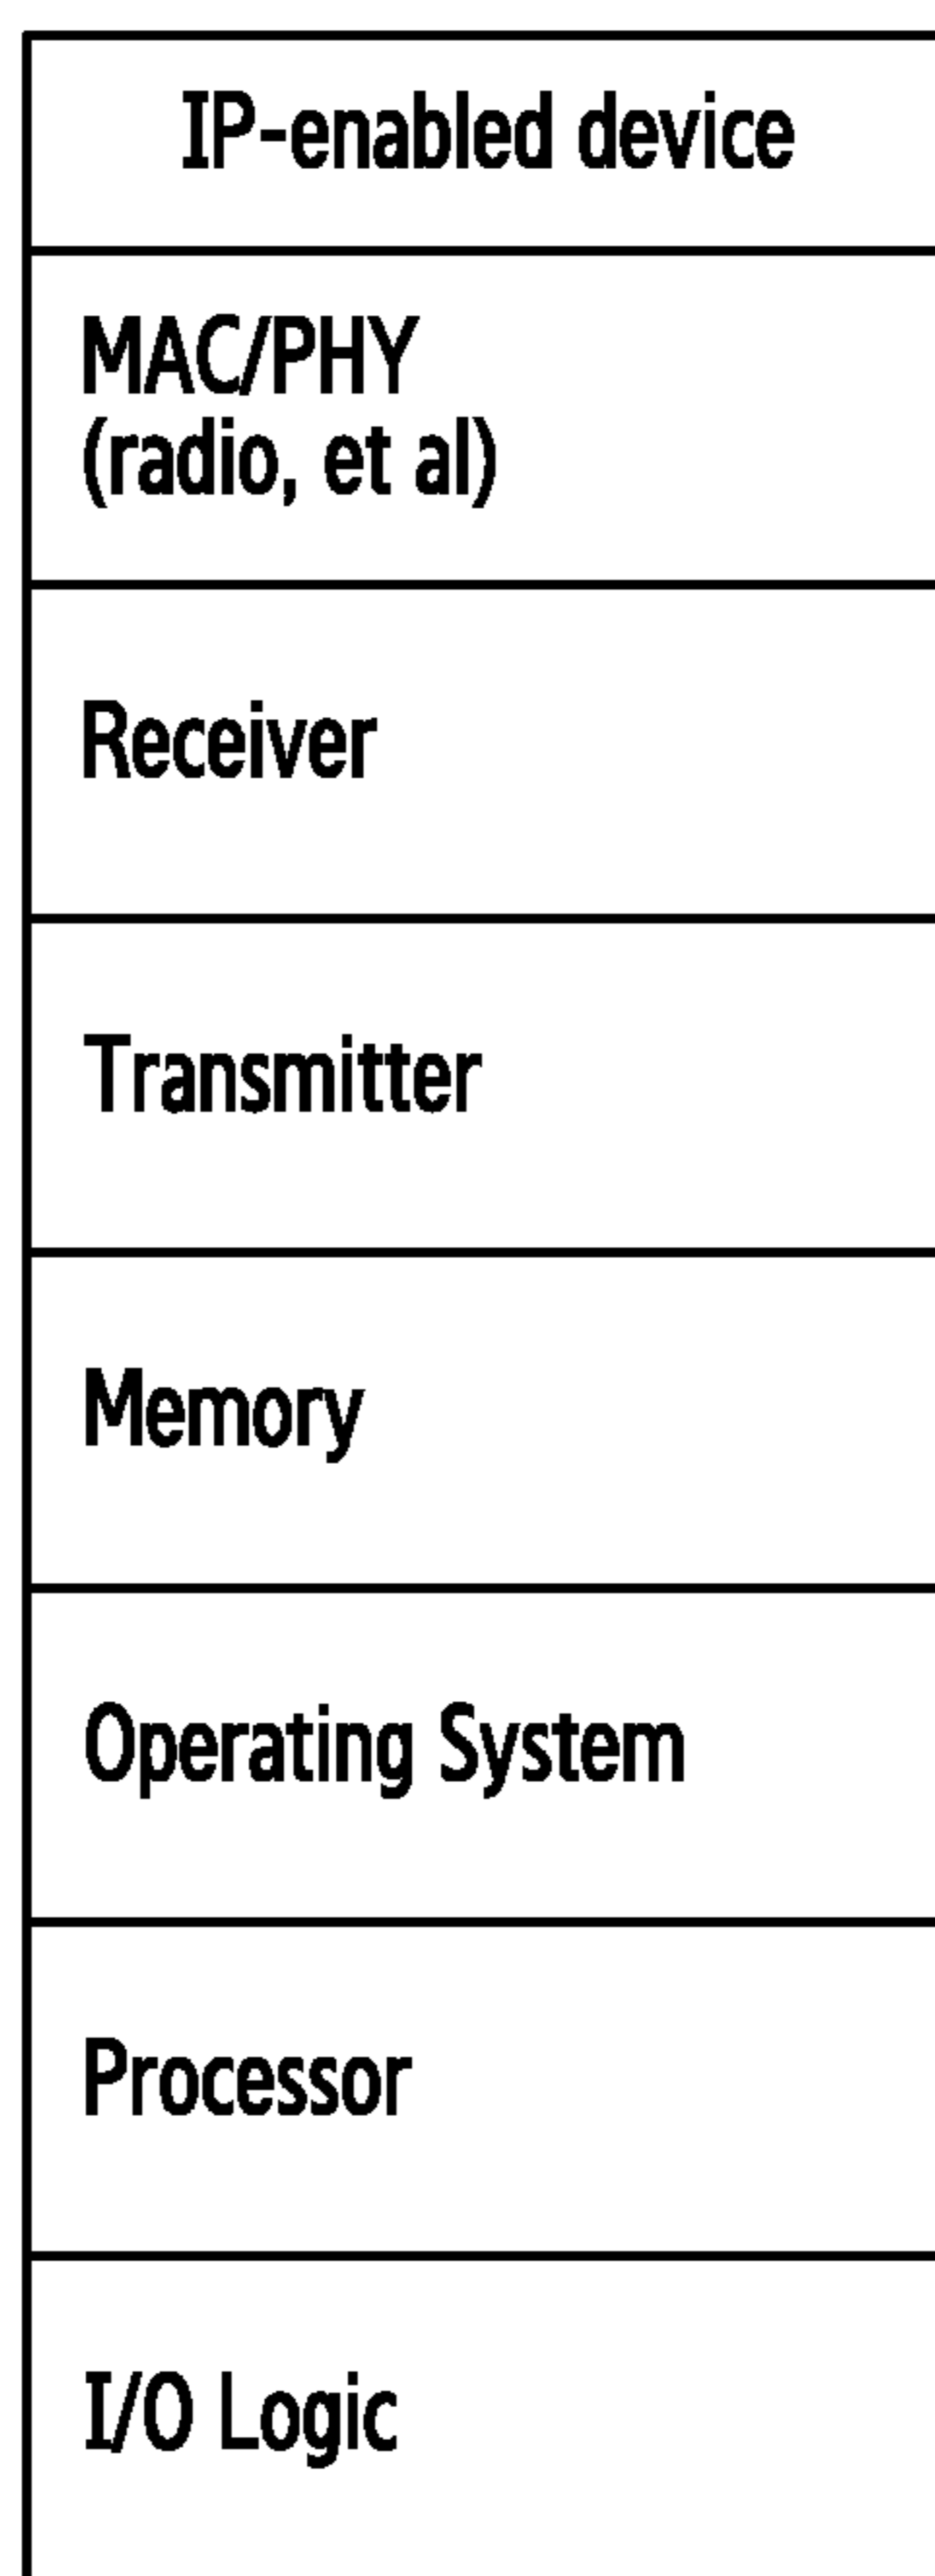 IP-enabled device
MAC/PHY
(radio, et al)
Receiver
Transmitter
Memory
Operating System
Processor
I/O Logic